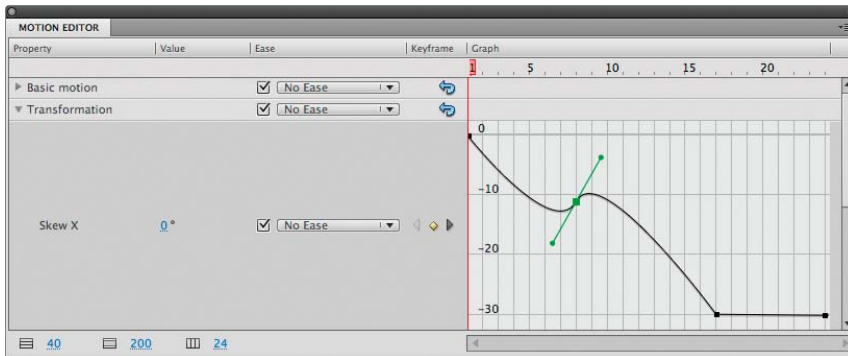 MOTION EDITOR
Property Value Ease Keyframe Graph
1 5 10 15 20
Basic motion No Ease
Transformation No Ease
0
-10
Skew X 0° No Ease
-20
-30
40 200 24